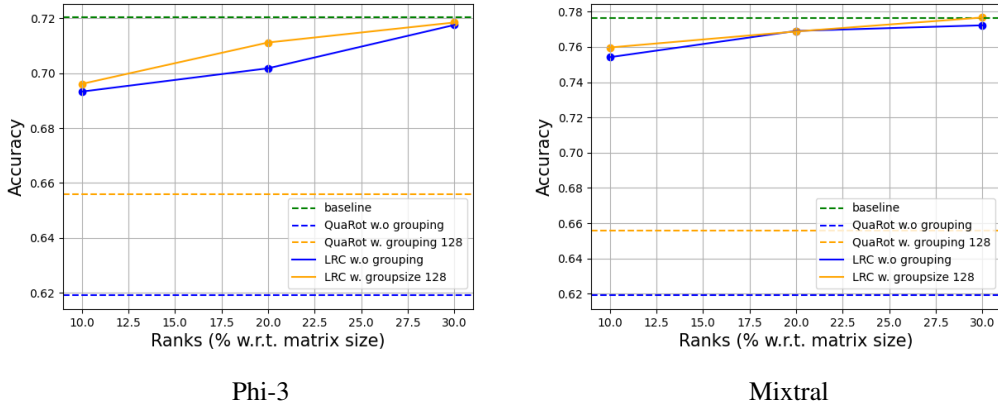 0.72
0.70
0.68
0.66
0.64
0.62
Accuracy
baseline
QuaRot w.o grouping
QuaRot w. grouping 128
LRC w.o grouping
LRC w. groupsize 128
10.0 12.5 15.0 17.5 20.0 22.5 25.0 27.5 30.0
Ranks (% w.r.t. matrix size)
Phi-3
0.78
0.76
0.74
0.72
0.70
0.68
0.66
0.64
0.62
Accuracy
baseline
QuaRot w.o grouping
QuaRot w. grouping 128
LRC w.o grouping
LRC w. groupsize 128
10.0 12.5 15.0 17.5 20.0 22.5 25.0 27.5 30.0
Ranks (% w.r.t. matrix size)
Mixtral